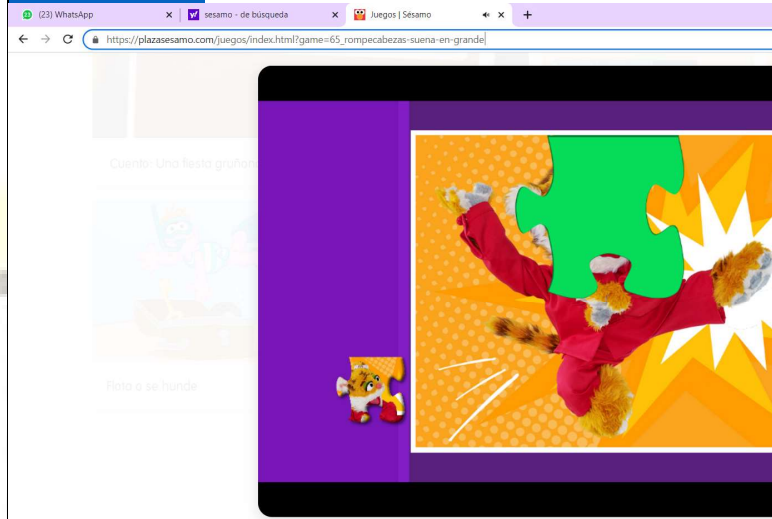 (23) WhatsApp
sesamo - de búsqueda
Juegos | Sésamo
https://plazasesamo.com/juegos/index.html?game=65_rompecabezas-suena-en-grande
Cuento: Una fiesta gruñona
Flota o se hunde